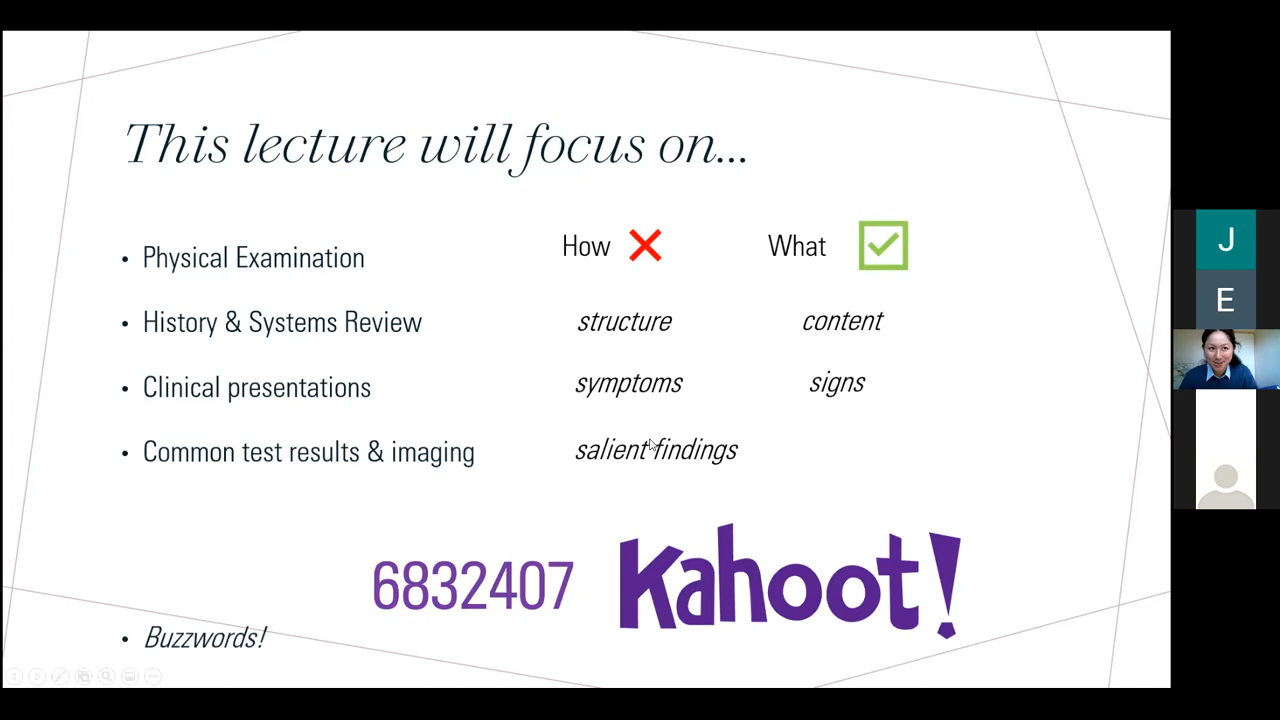 This lecture will focus on...
• Physical Examination
How
What
• History & Systems Review
structure
content
• Clinical presentations
symptoms
signs
• Common test results & imaging
salient findings
6832407
Kahoot!
• Buzzwords!
J
E